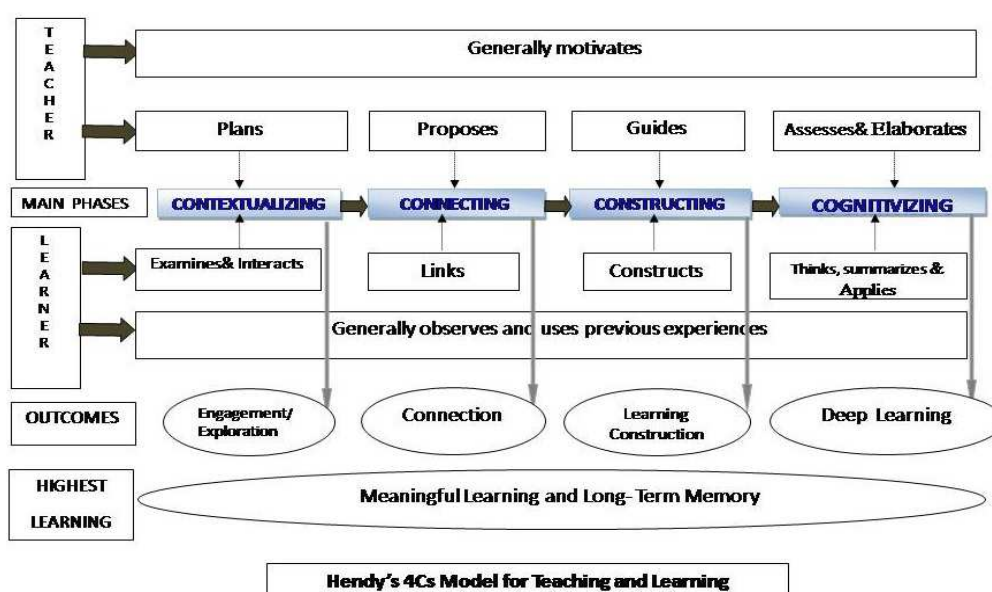 TEACHER
Generally motivates
Plans
Proposes
Guides
Assesses& Elaborates
MAIN PHASES
CONTEXTUALIZING
CONNECTING
CONSTRUCTING
COGNITIVIZING
LEARNER
Examines& Interacts
Links
Constructs
Thinks, summarizes &
Applies
Generally observes and uses previous experiences
OUTCOMES
Engagement/
Exploration
Connection
Learning
Construction
Deep Learning
HIGHEST
LEARNING
Meaningful Learning and Long-Term Memory
Hendy's 4Cs Model for Teaching and Learning